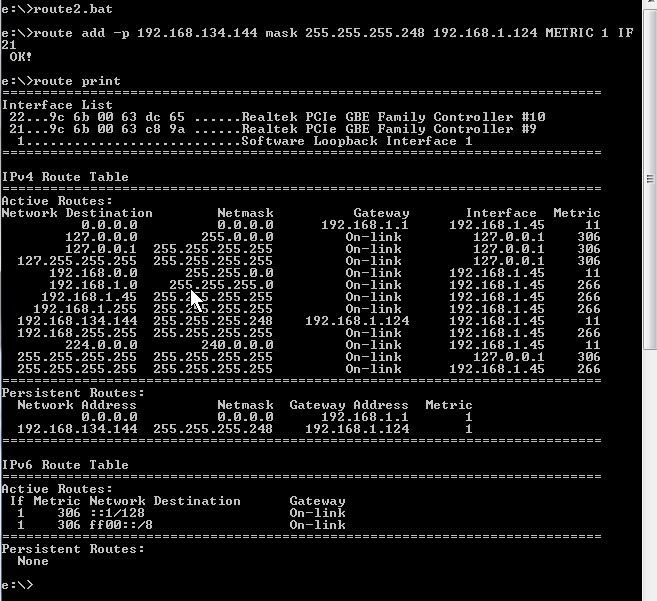 e:\>route2.bat
e:\>route add -p 192.168.134.144 mask 255.255.255.248 192.168.1.124 METRIC 1 IF
21
 OK!
e:\>route print
===========================================================================
Interface List
 22...9c 6b 00 63 dc 65 ......Realtek PCIe GBE Family Controller #10
 21...9c 6b 00 63 c8 9a ......Realtek PCIe GBE Family Controller #9
  1...........................Software Loopback Interface 1
===========================================================================
IPv4 Route Table
===========================================================================
Active Routes:
Network Destination        Netmask          Gateway       Interface  Metric
          0.0.0.0          0.0.0.0      192.168.1.1     192.168.1.45     11
        127.0.0.0        255.0.0.0         On-link         127.0.0.1    306
        127.0.0.1  255.255.255.255         On-link         127.0.0.1    306
  127.255.255.255  255.255.255.255         On-link         127.0.0.1    306
      192.168.0.0      255.255.0.0         On-link      192.168.1.45     11
      192.168.1.0    255.255.255.0         On-link      192.168.1.45    266
     192.168.1.45  255.255.255.255         On-link      192.168.1.45    266
    192.168.1.255  255.255.255.255         On-link      192.168.1.45    266
  192.168.134.144  255.255.255.248    192.168.1.124     192.168.1.45     11
  192.168.255.255  255.255.255.255         On-link      192.168.1.45    266
        224.0.0.0        240.0.0.0         On-link      192.168.1.45     11
  255.255.255.255  255.255.255.255         On-link         127.0.0.1    306
  255.255.255.255  255.255.255.255         On-link      192.168.1.45    266
===========================================================================
Persistent Routes:
  Network Address          Netmask  Gateway Address  Metric
          0.0.0.0          0.0.0.0      192.168.1.1       1
  192.168.134.144  255.255.255.248    192.168.1.124       1
===========================================================================
IPv6 Route Table
===========================================================================
Active Routes:
 If Metric Network Destination      Gateway
  1    306 ::1/128                  On-link
  1    306 ff00::/8                 On-link
===========================================================================
Persistent Routes:
  None
e:\>